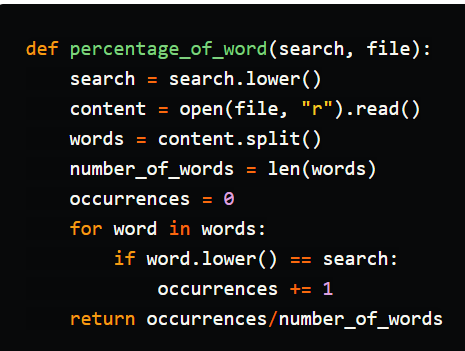 def percentage_of_word(search, file):
    search = search.lower()
    content = open(file, "r").read()
    words = content.split()
    number_of_words = len(words)
    occurrences = 0
    for word in words:
        if word.lower() == search:
            occurrences += 1
    return occurrences/number_of_words